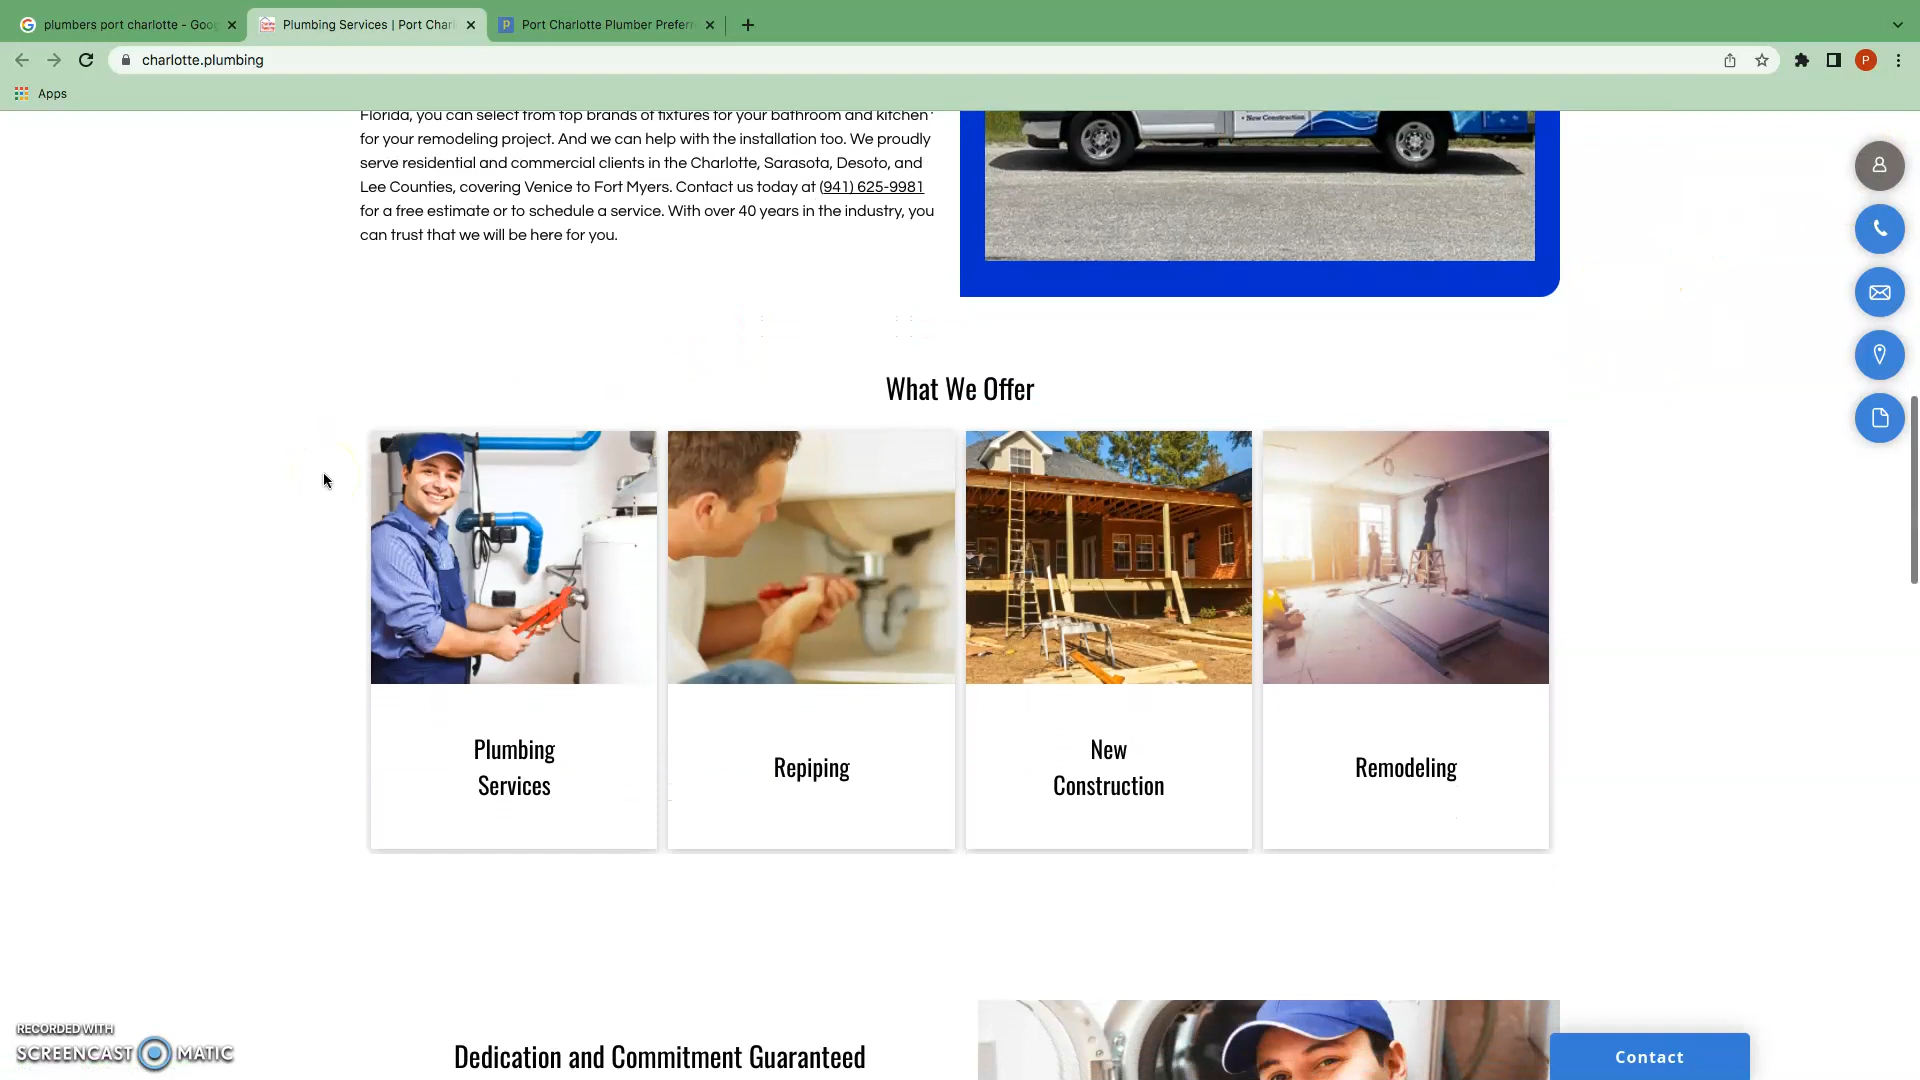 plumbers port charlotte - Goo
Plumbing Services | Port Char
Port Charlotte Plumber Prefer
charlotte.plumbing
P
Apps
Florida, you can select from top brands of fixtures for your bathroom and kitchen
for your remodeling project. And we can help with the installation too. We proudly
serve residential and commercial clients in the Charlotte, Sarasota, Desoto, and
Lee Counties, covering Venice to Fort Myers. Contact us today at (941) 625-9981
for a free estimate or to schedule a service. With over 40 years in the industry, you
can trust that we will be here for you.
• New Construction
What We Offer
Plumbing
Services
Repiping
New
Construction
Remodeling
Dedication and Commitment Guaranteed
Contact
RECORDED WITH
SCREENCAST MATIC